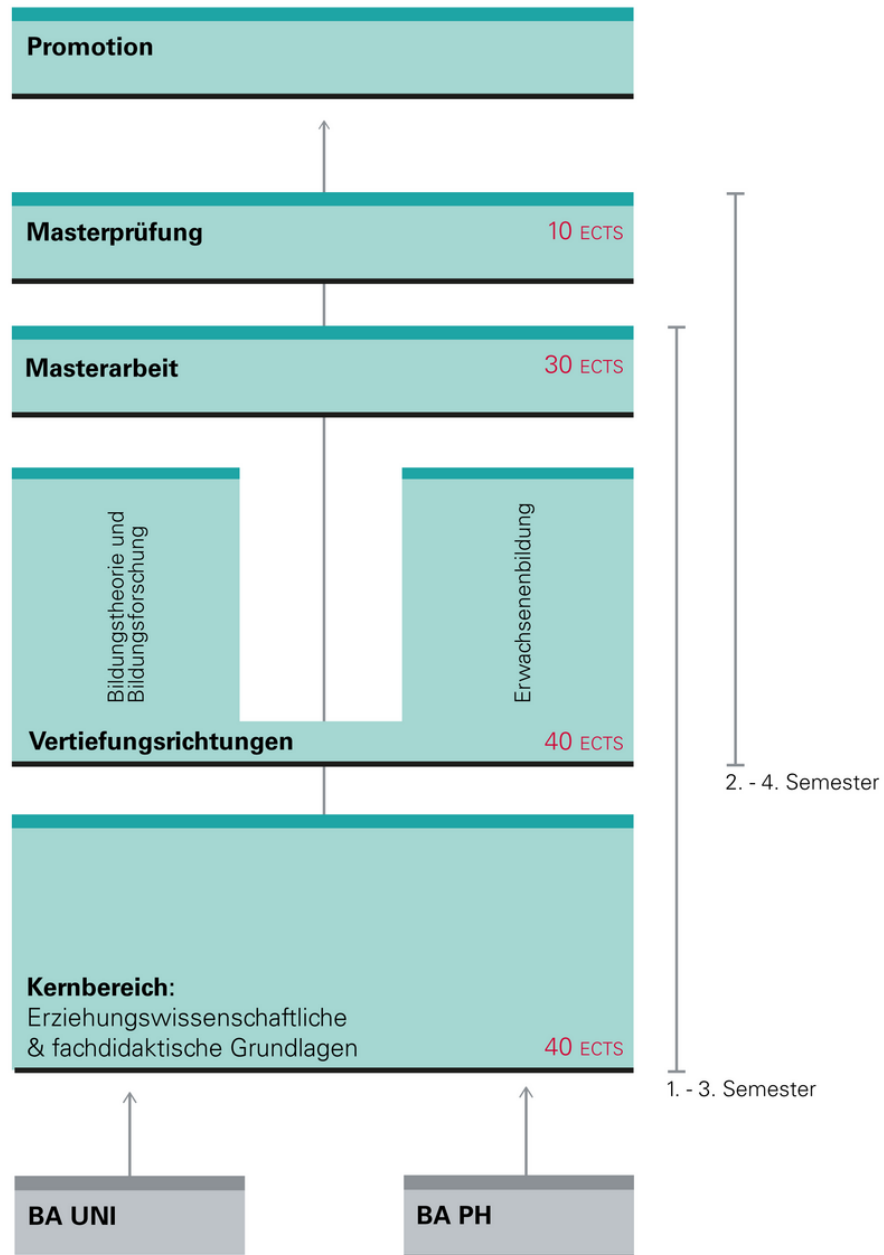 Promotion
Masterprüfung 10 ECTS
Masterarbeit 30 ECTS
Bildungstheorie und
Bildungsforschung
Erwachsenenbildung
Vertiefungsrichtungen 40 ECTS
2. - 4. Semester
Kernbereich:
Erziehungswissenschaftliche
& fachdidaktische Grundlagen 40 ECTS
1. - 3. Semester
BA UNI
BA PH